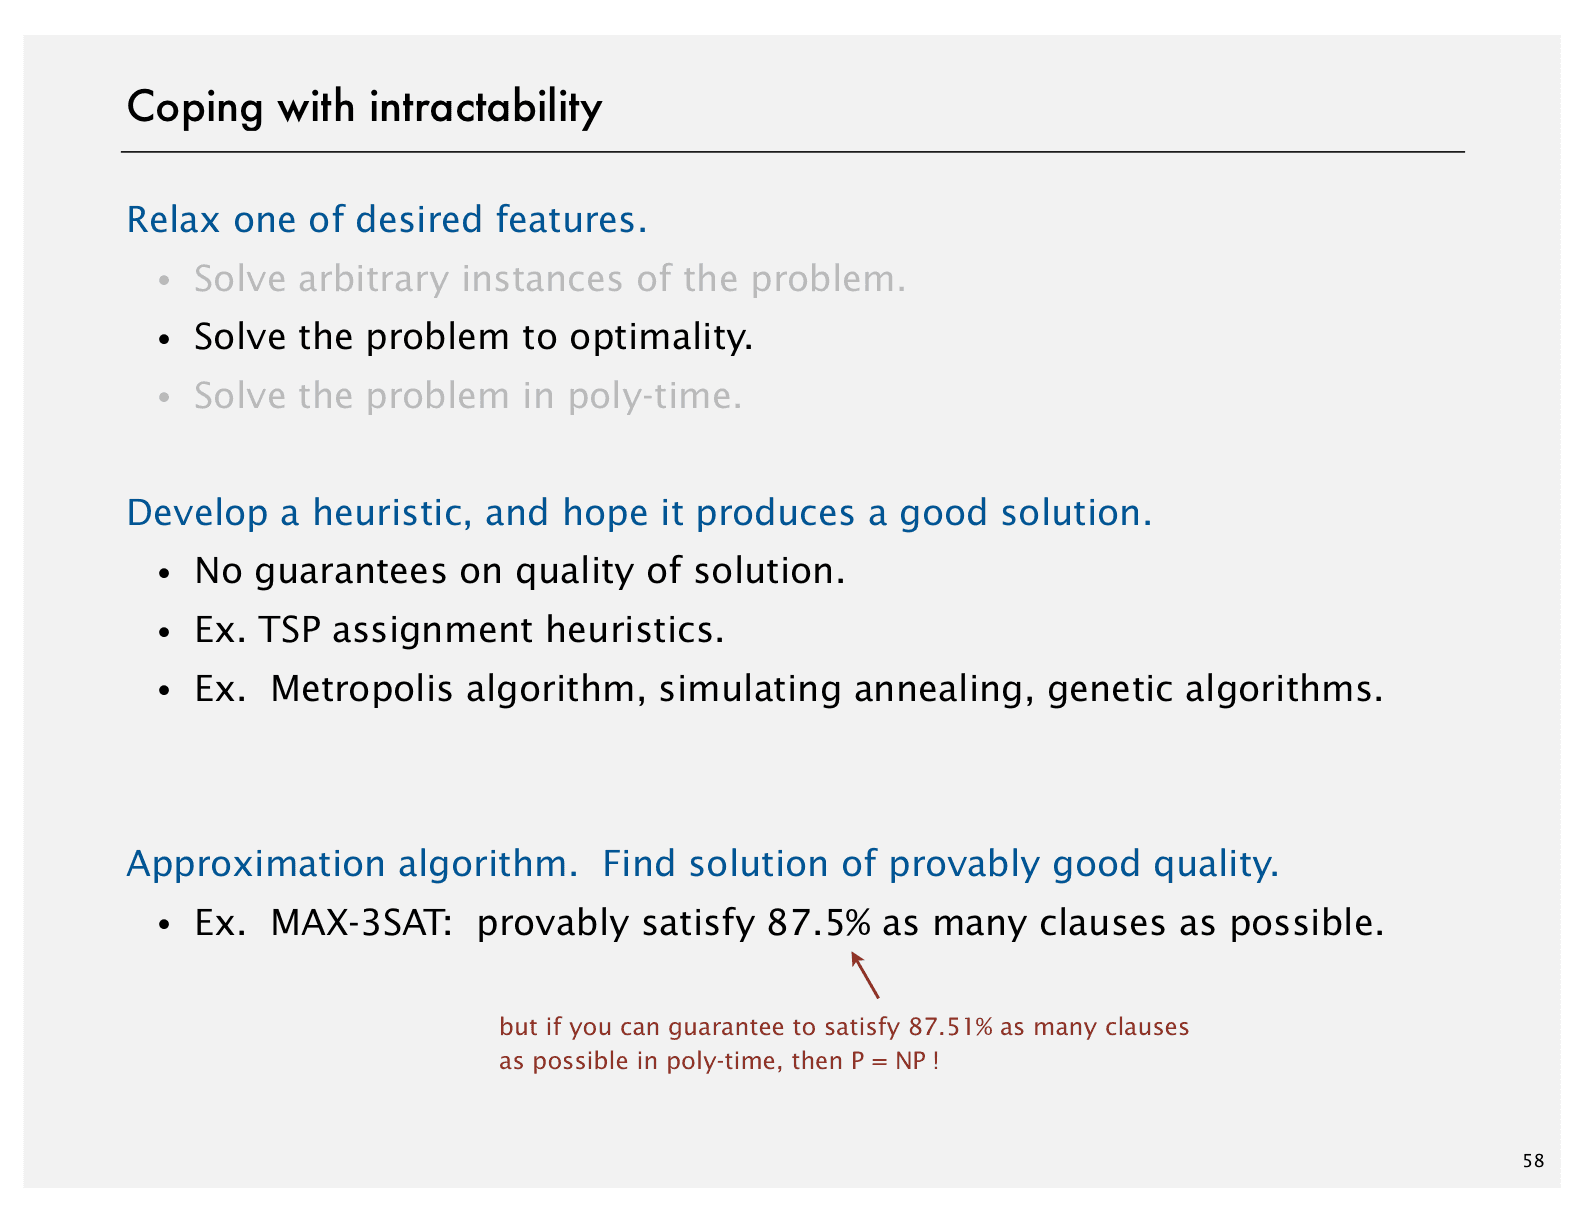 Coping with intractability
Relax one of desired features.
• Solve arbitrary instances of the problem.
• Solve the problem to optimality.
• Solve the problem in poly-time.
Develop a heuristic, and hope it produces a good solution.
• No guarantees on quality of solution.
• Ex. TSP assignment heuristics.
• Ex. Metropolis algorithm, simulating annealing, genetic algorithms.
Approximation algorithm. Find solution of provably good quality.
• Ex. MAX-3SAT: provably satisfy 87.5% as many clauses as possible.
but if you can guarantee to satisfy 87.51% as many clauses
as possible in poly-time, then P = NP !
58